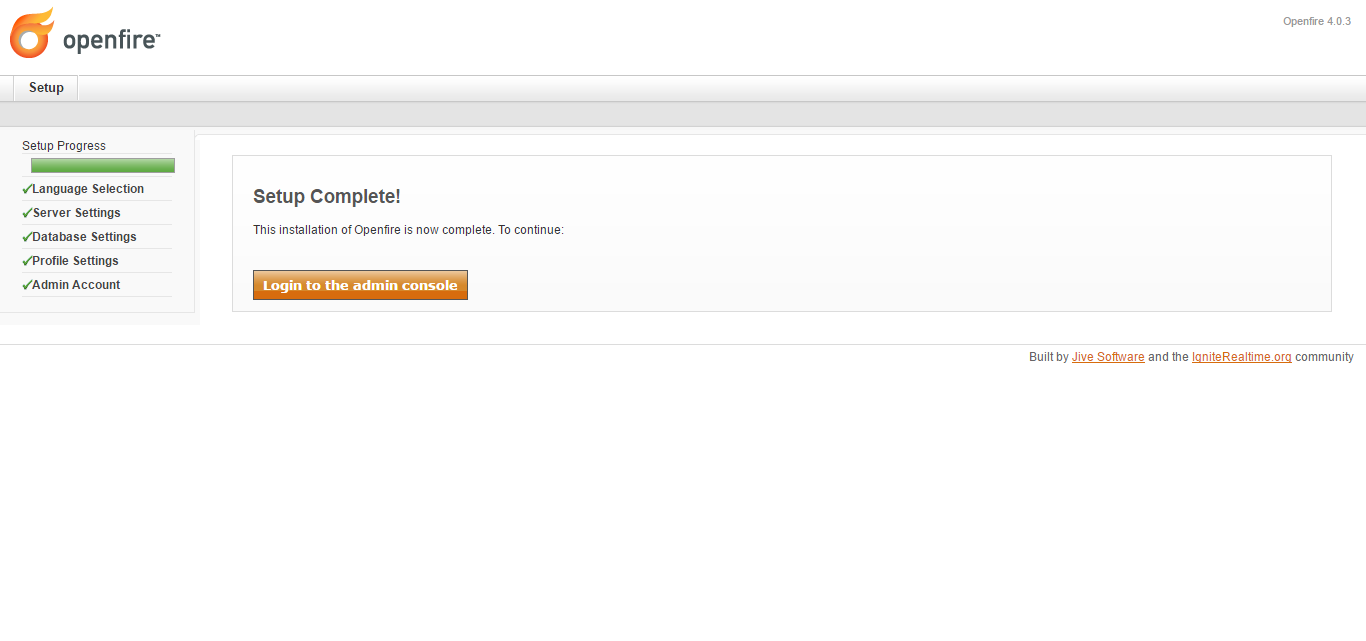 openfire™
Openfire 4.0.3
Setup
Setup Progress
Language Selection
Server Settings
Database Settings
Profile Settings
Admin Account
Setup Complete!
This installation of Openfire is now complete. To continue:
Login to the admin console
Built by Jive Software and the IgniteRealtime.org community